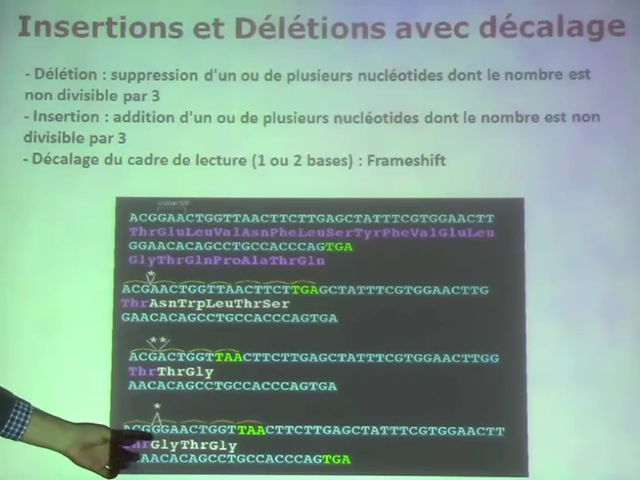 Insertions et Délétions avec décalage
- Délétion : suppression d'un ou de plusieurs nucléotides dont le nombre est
non divisible par 3
- Insertion : addition d'un ou de plusieurs nucléotides dont le nombre est non
divisible par 3
- Décalage du cadre de lecture (1 ou 2 bases) : Frameshift
ACGGAACTGGTTAACTTCTTGAGCTATTTCGTGGAACTT
ThrGluLeuValAsnPheLeuSerTyrPheValGluLeu
GGAACACAGCCTGCCACCCAGTGA
GlyThrGlnProAlaThrGln
*
ACGAACTGGTTAACTTCTTGAGCTATTTCGTGGAACTTG
ThrAsnTrpLeuThrSer
GAACACAGCCTGCCACCCAGTGA
**
ACGACTGGTTAACTTCTTGAGCTATTTCGTGGAACTTGG
ThrThrGly
AACACAGCCTGCCACCCAGTGA
*
ACGGGAACTGGTTAACTTCTTGAGCTATTTCGTGGAACTT
ThrGlyThrGly
AACACAGCCTGCCACCCAGTGA